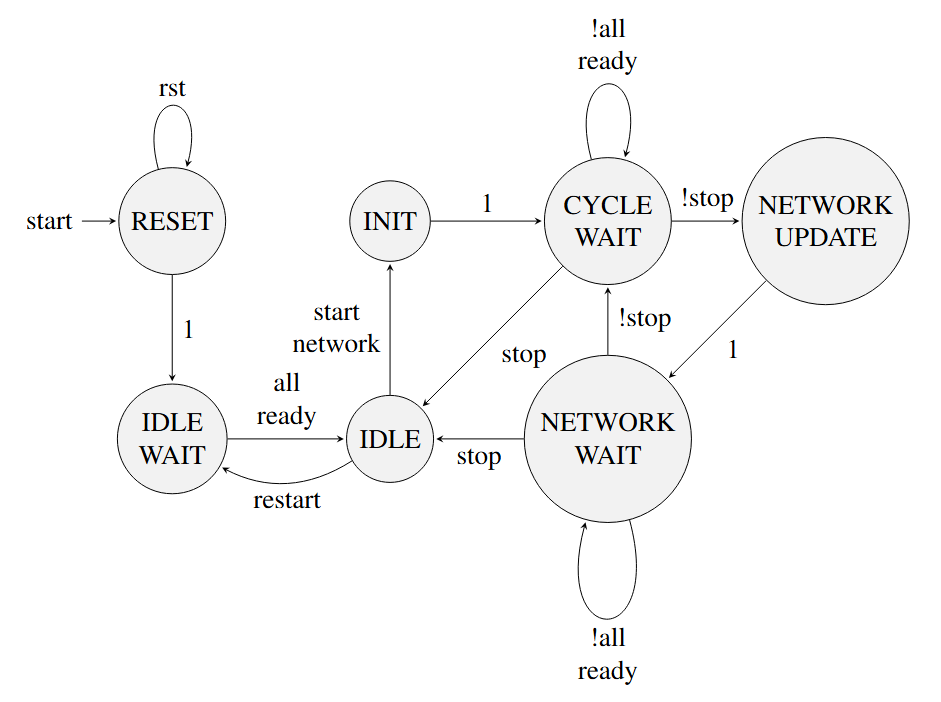 !all
ready
rst
start
RESET
INIT
1
CYCLE
WAIT
!stop
NETWORK
UPDATE
1
start
network
!stop
stop
1
all
ready
IDLE
WAIT
IDLE
stop
NETWORK
WAIT
restart
!all
ready